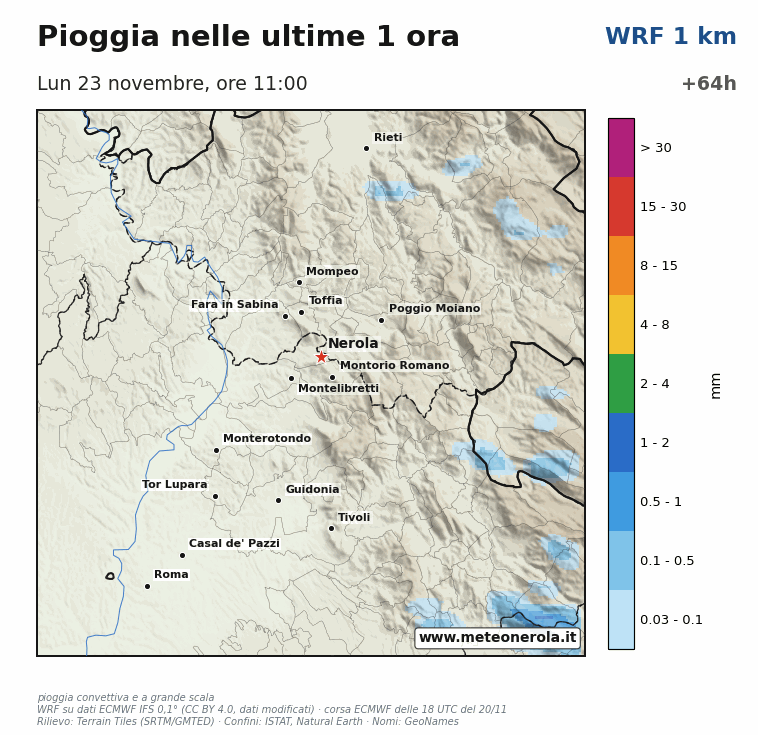 Pioggia nelle ultime 1 ora
WRF 1 km
Lun 23 novembre, ore 11:00
+64h
Rieti
Mompeo
Fara in Sabina
Toffia
Poggio Moiano
Nerola
Montorio Romano
Montelibretti
Monterotondo
Tor Lupara
Guidonia
Tivoli
Casal de' Pazzi
Roma
www.meteonerola.it
> 30
15 - 30
8 - 15
4 - 8
2 - 4
1 - 2
0.5 - 1
0.1 - 0.5
0.03 - 0.1
mm
pioggia convettiva e a grande scala
WRF su dati ECMWF IFS 0,1° (CC BY 4.0, dati modificati) · corsa ECMWF delle 18 UTC del 20/11
Rilievo: Terrain Tiles (SRTM/GMTED) · Confini: ISTAT, Natural Earth · Nomi: GeoNames